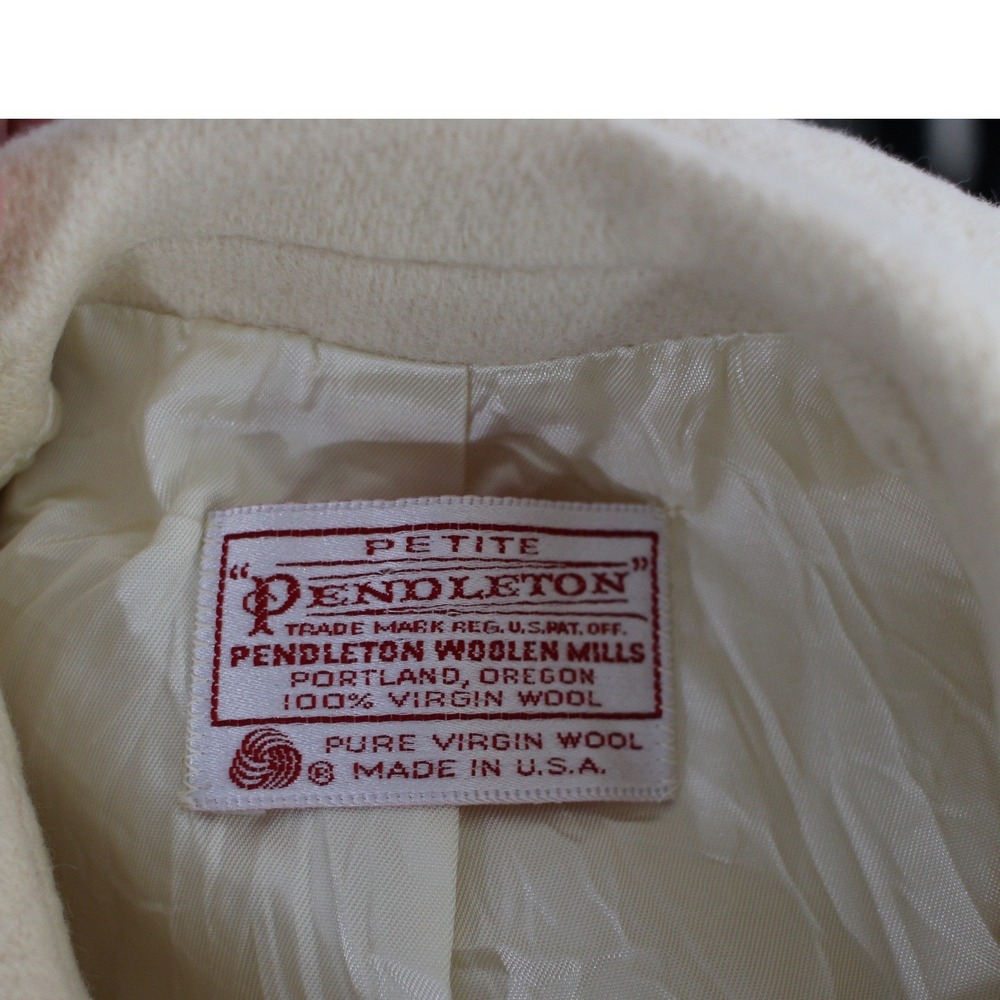 PETITE
"PENDLETON"
TRADE MARK REG. U.S. PAT. OFF.
PENDLETON WOOLEN MILLS
PORTLAND, OREGON
100% VIRGIN WOOL
PURE VIRGIN WOOL
® MADE IN U.S.A.